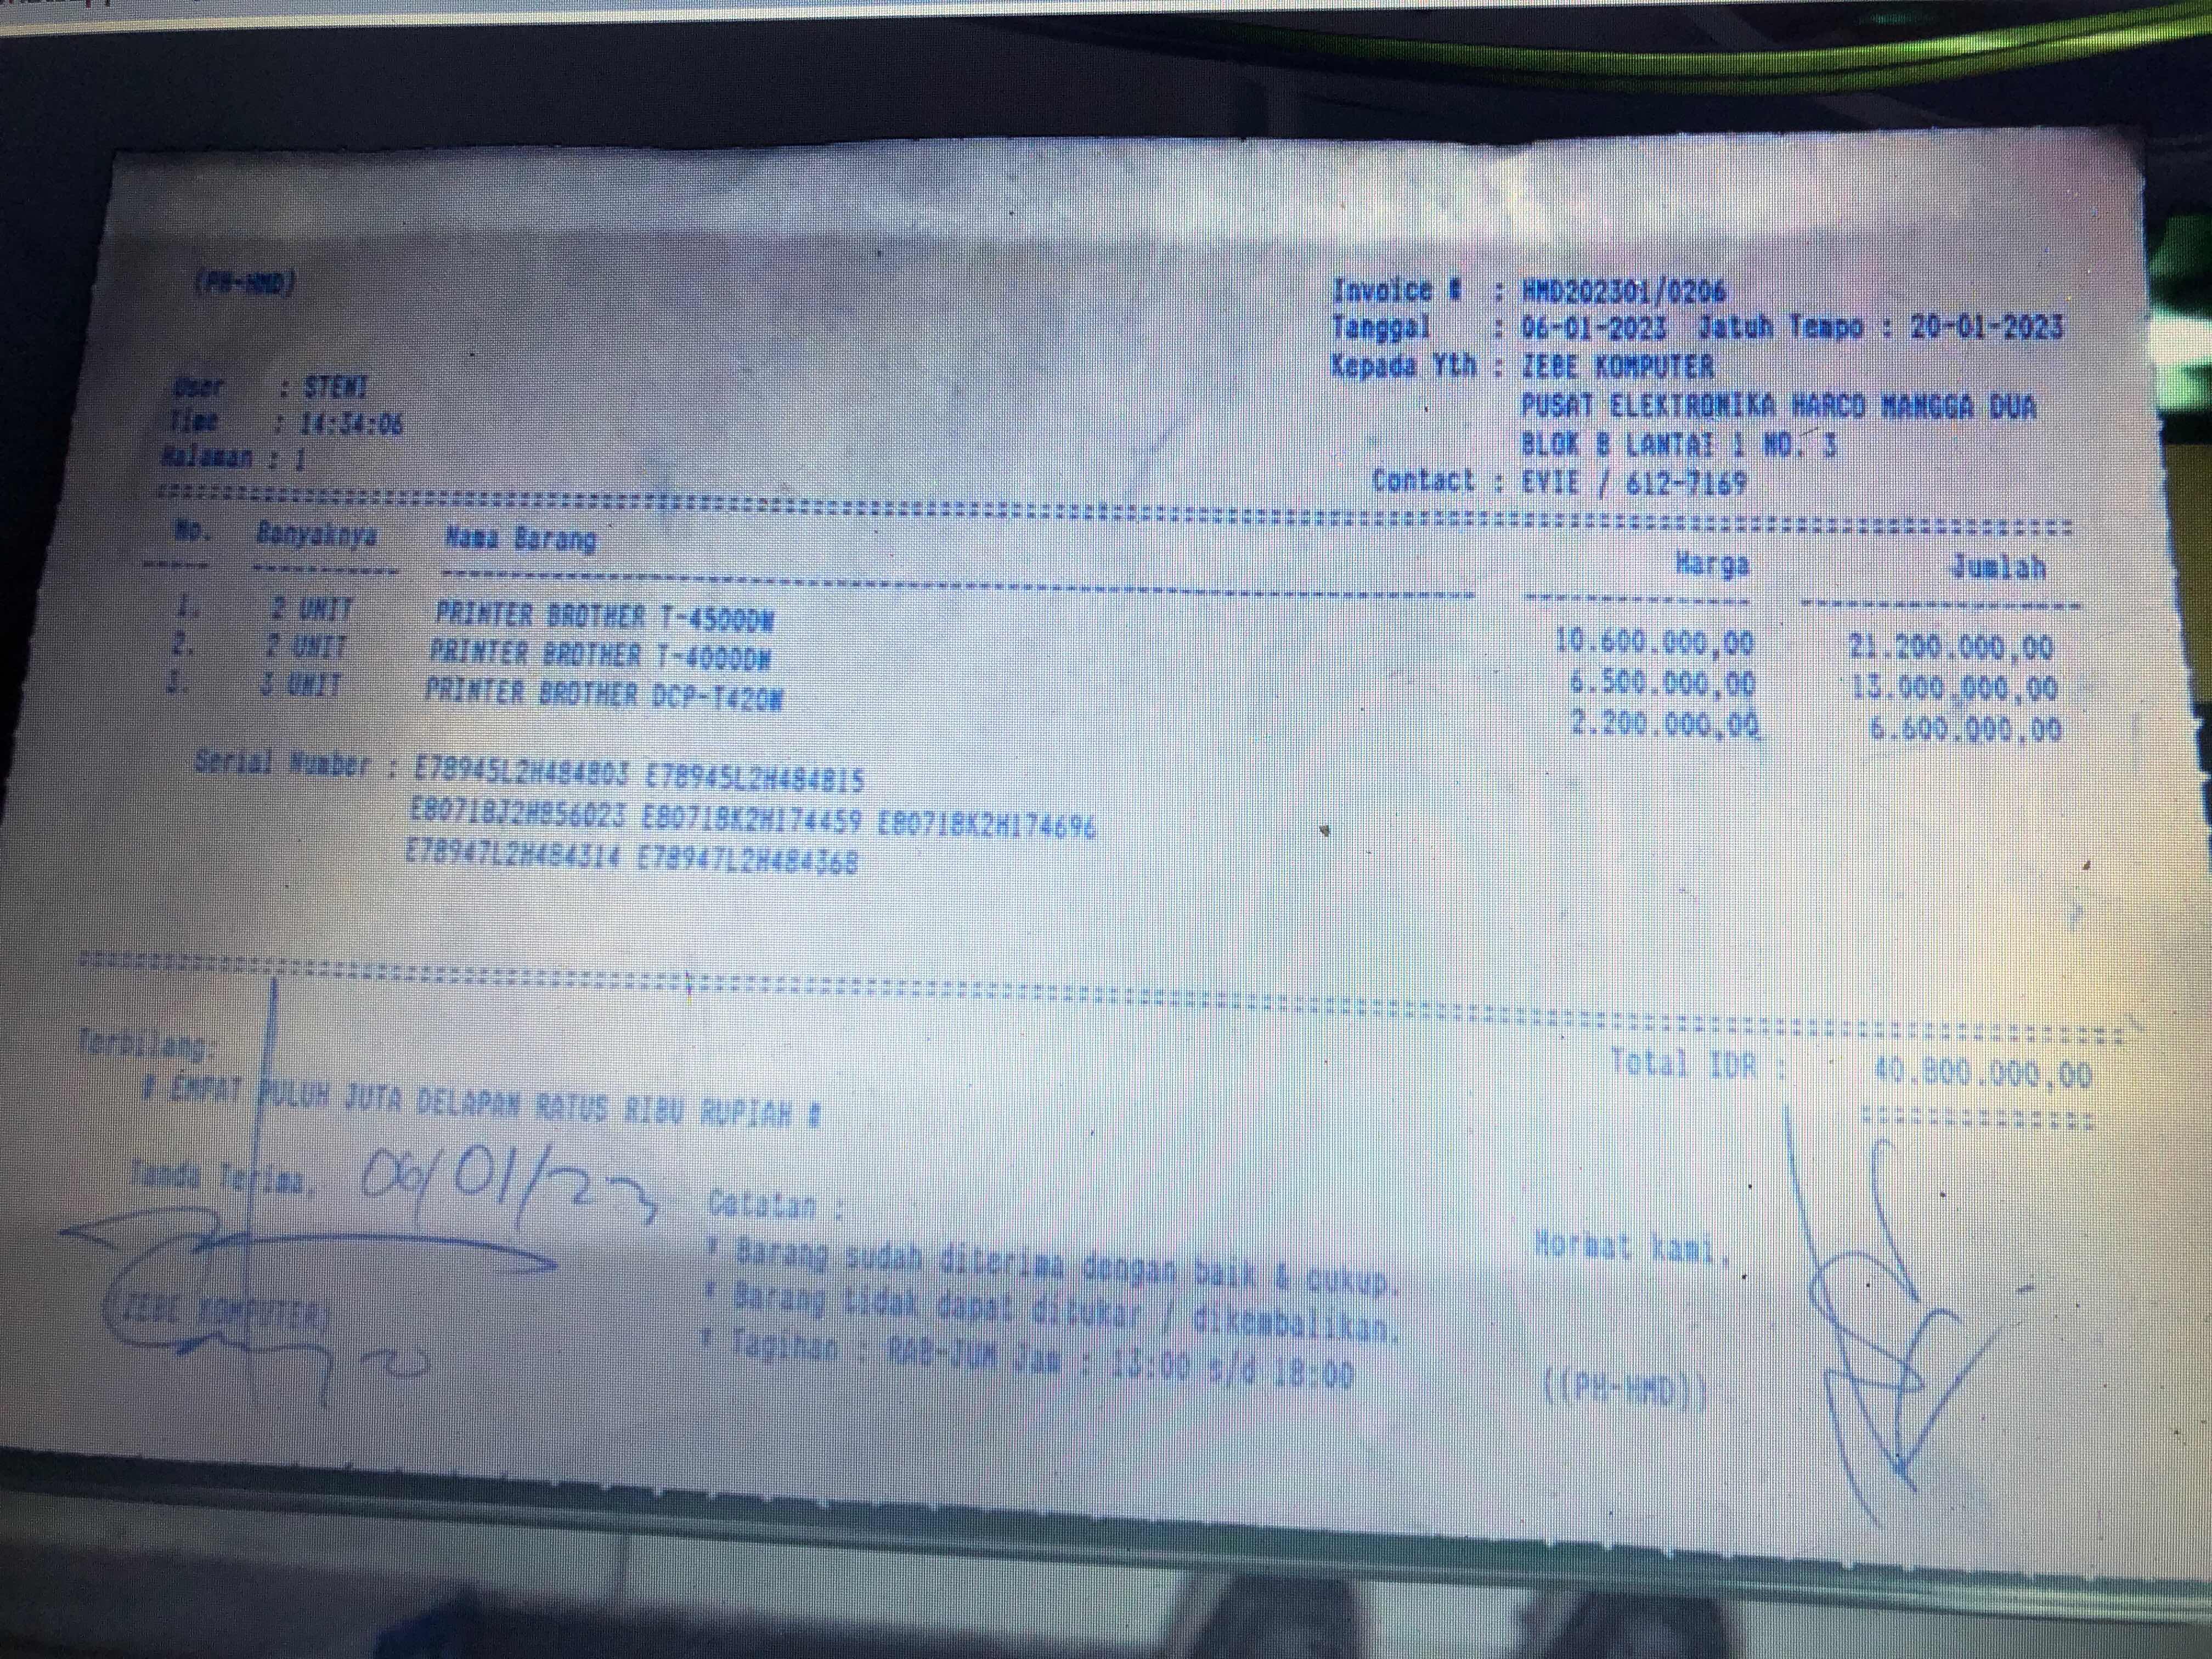 (PH-HMD)
Invoice # : HMD202301/0206
Tanggal : 06-01-2023 Jatuh Tempo : 20-01-2023
Kepada Yth : ZEBE KOMPUTER
PUSAT ELEKTRONIKA HARCO MANGGA DUA
BLOK B LANTAI 1 NO. 3
Contact : EVIE / 612-7169
User : STENI
Time : 14:34:06
Halaman : 1
No. Banyaknya Nama Barang Harga Jumlah
1. 2 UNIT PRINTER BROTHER T-4500DW 10.600.000,00 21.200.000,00
2. 2 UNIT PRINTER BROTHER T-4000DW 6.500.000,00 13.000.000,00
3. 3 UNIT PRINTER BROTHER DCP-T420W 2.200.000,00 6.600.000,00
Serial Number : E78945L2H484803 E78945L2H484815
E80718J2H856023 E80718K2H174459 E80718K2H174696
E78947L2H484314 E78947L2H484368
Terbilang:
# EMPAT PULUH JUTA DELAPAN RATUS RIBU RUPIAH #
Total IDR : 40.800.000,00
Tanda Terima, 06/01/23
(ZEBE KOMPUTER)
Catatan :
* Barang sudah diterima dengan baik & cukup.
* Barang tidak dapat ditukar / dikembalikan.
* Tagihan : RAB-JUM Jam : 13:00 s/d 18:00
Hormat kami,
((PH-HMD))